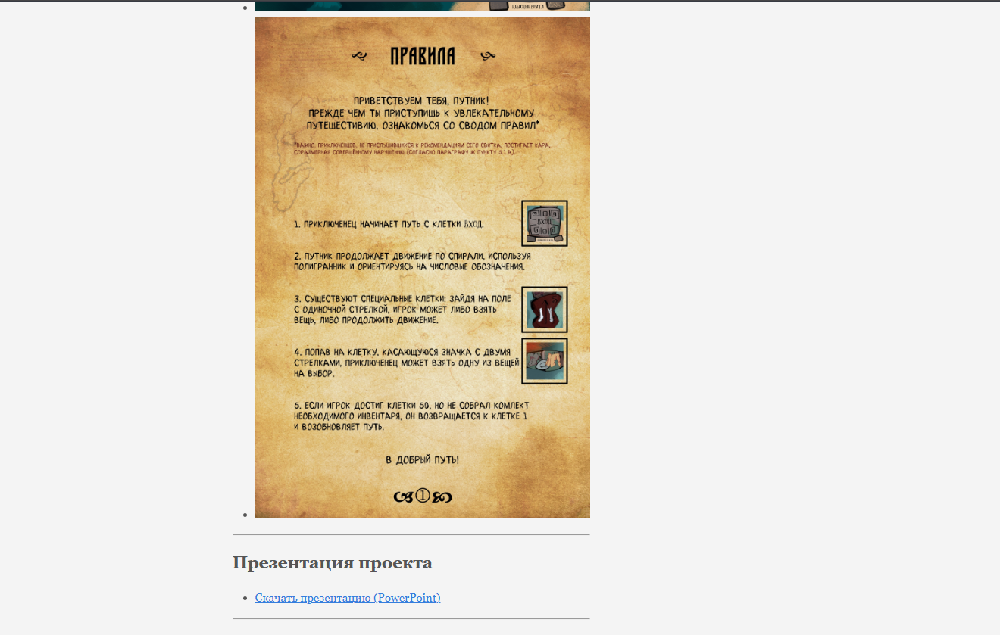 ПРАВИЛА
ПРИВЕТСТВУЕМ ТЕБЯ, ПУТНИК!
ПРЕЖДЕ ЧЕМ ТЫ ПРИСТУПИШЬ К УВЛЕКАТЕЛЬНОМУ
ПУТЕШЕСТИВИЮ, ОЗНАКОМЬСЯ СО СВОДОМ ПРАВИЛ*
*ВАЖНО: ПРИКЛЮЧЕНЦЕВ, НЕ ПРИСЛУШИВШИХСЯ К РЕКОМЕНДАЦИЯМ СЕГО СВИТКА, ПОСТИГАЕТ КАРА,
СОРАЗМЕРНАЯ СОВЕРШЁННОМУ НАРУШЕНИЮ (СОГЛАСНО ПАРАГРАФУ Ж ПУНКТУ 5.1.А).
1. ПРИКЛЮЧЕНЕЦ НАЧИНАЕТ ПУТЬ С КЛЕТКИ ВХОД.
ВХОД
2. ПУТНИК ПРОДОЛЖАЕТ ДВИЖЕНИЕ ПО СПИРАЛИ, ИСПОЛЬЗУЯ
ПОЛИГРАННИК И ОРИЕНТИРУЯСЬ НА ЧИСЛОВЫЕ ОБОЗНАЧЕНИЯ.
3. СУЩЕСТВУЮТ СПЕЦИАЛЬНЫЕ КЛЕТКИ: ЗАЙДЯ НА ПОЛЕ
С ОДИНОЧНОЙ СТРЕЛКОЙ, ИГРОК МОЖЕТ ЛИБО ВЗЯТЬ
ВЕЩЬ, ЛИБО ПРОДОЛЖИТЬ ДВИЖЕНИЕ.
4. ПОПАВ НА КЛЕТКУ, КАСАЮЩУЮСЯ ЗНАЧКА С ДВУМЯ
СТРЕЛКАМИ, ПРИКЛЮЧЕНЕЦ МОЖЕТ ВЗЯТЬ ОДНУ ИЗ ВЕЩЕЙ
НА ВЫБОР.
5. ЕСЛИ ИГРОК ДОСТИГ КЛЕТКИ 50, НО НЕ СОБРАЛ КОМЛЕКТ
НЕОБХОДИМОГО ИНВЕНТАРЯ, ОН ВОЗВРАЩАЕТСЯ К КЛЕТКЕ 1
И ВОЗОБНОВЛЯЕТ ПУТЬ.
В ДОБРЫЙ ПУТЬ!
1
Презентация проекта
Скачать презентацию (PowerPoint)